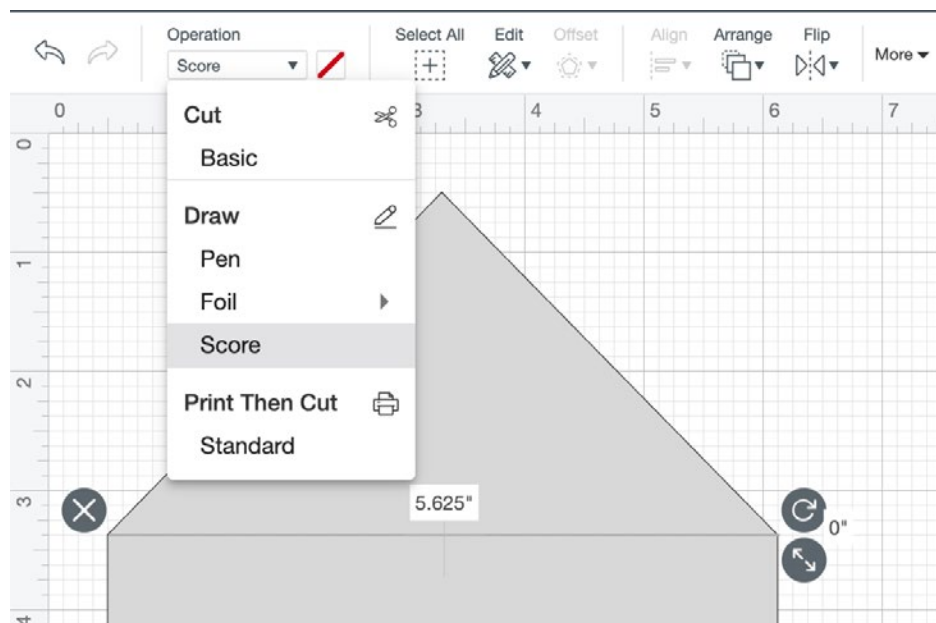 Operation
Select All
Edit
Offset
Align
Arrange
Flip
Score
More
0
3
4
5
6
7
Cut
Basic
Draw
Pen
Foil
Score
Print Then Cut
Standard
0
1
2
3
4
5.625"
0"